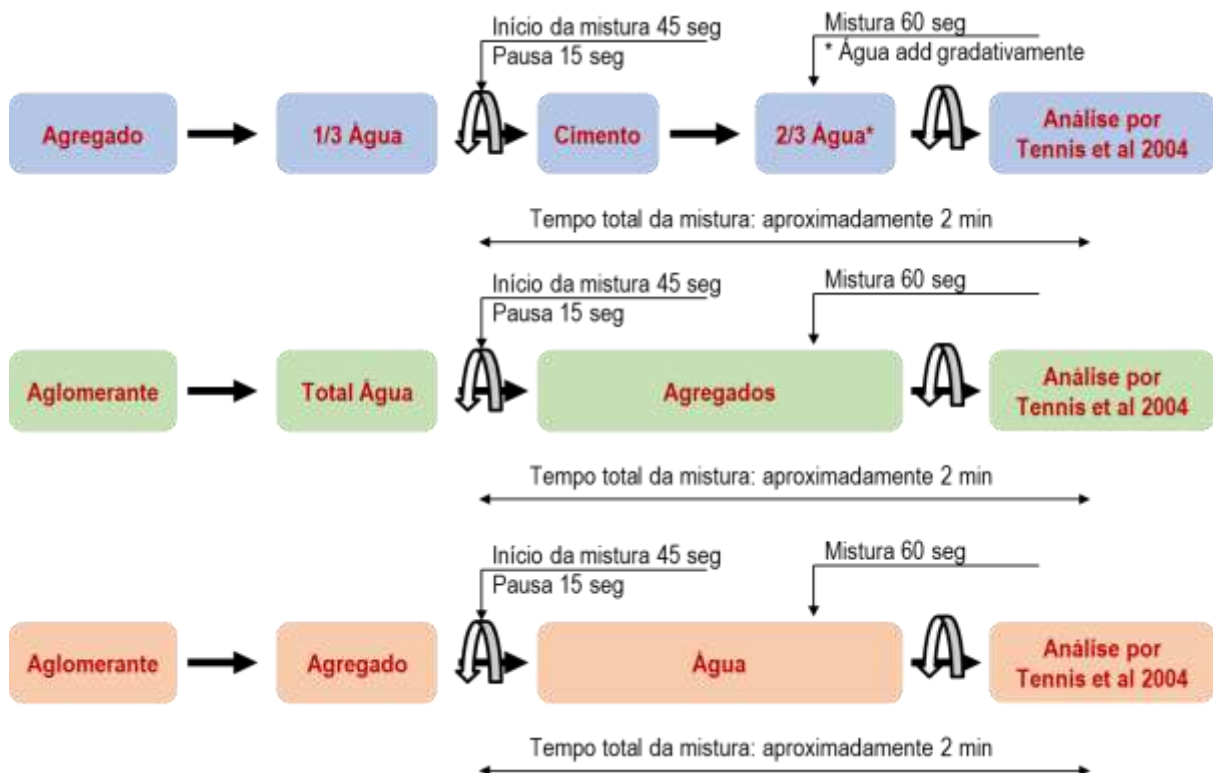 Início da mistura 45 seg
Pausa 15 seg
Mistura 60 seg
* Água add gradativamente
Agregado
1/3 Água
Cimento
2/3 Água*
Análise por
Tennis et al 2004
Tempo total da mistura: aproximadamente 2 min
Início da mistura 45 seg
Pausa 15 seg
Mistura 60 seg
Aglomerante
Total Água
Agregados
Análise por
Tennis et al 2004
Tempo total da mistura: aproximadamente 2 min
Início da mistura 45 seg
Pausa 15 seg
Mistura 60 seg
Aglomerante
Agregado
Água
Análise por
Tennis et al 2004
Tempo total da mistura: aproximadamente 2 min